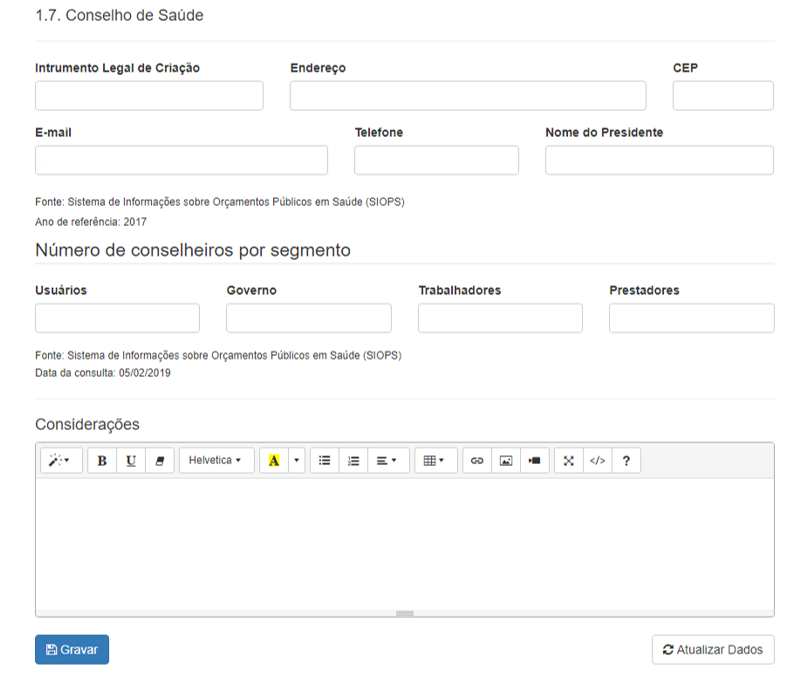 1.7. Conselho de Saúde
Intrumento Legal de Criação Endereço CEP
E-mail Telefone Nome do Presidente
Fonte: Sistema de Informações sobre Orçamentos Públicos em Saúde (SIOPS)
Ano de referência: 2017
Número de conselheiros por segmento
Usuários Governo Trabalhadores Prestadores
Fonte: Sistema de Informações sobre Orçamentos Públicos em Saúde (SIOPS)
Data da consulta: 05/02/2019
Considerações
B U Helvetica A </> ?
Gravar Atualizar Dados